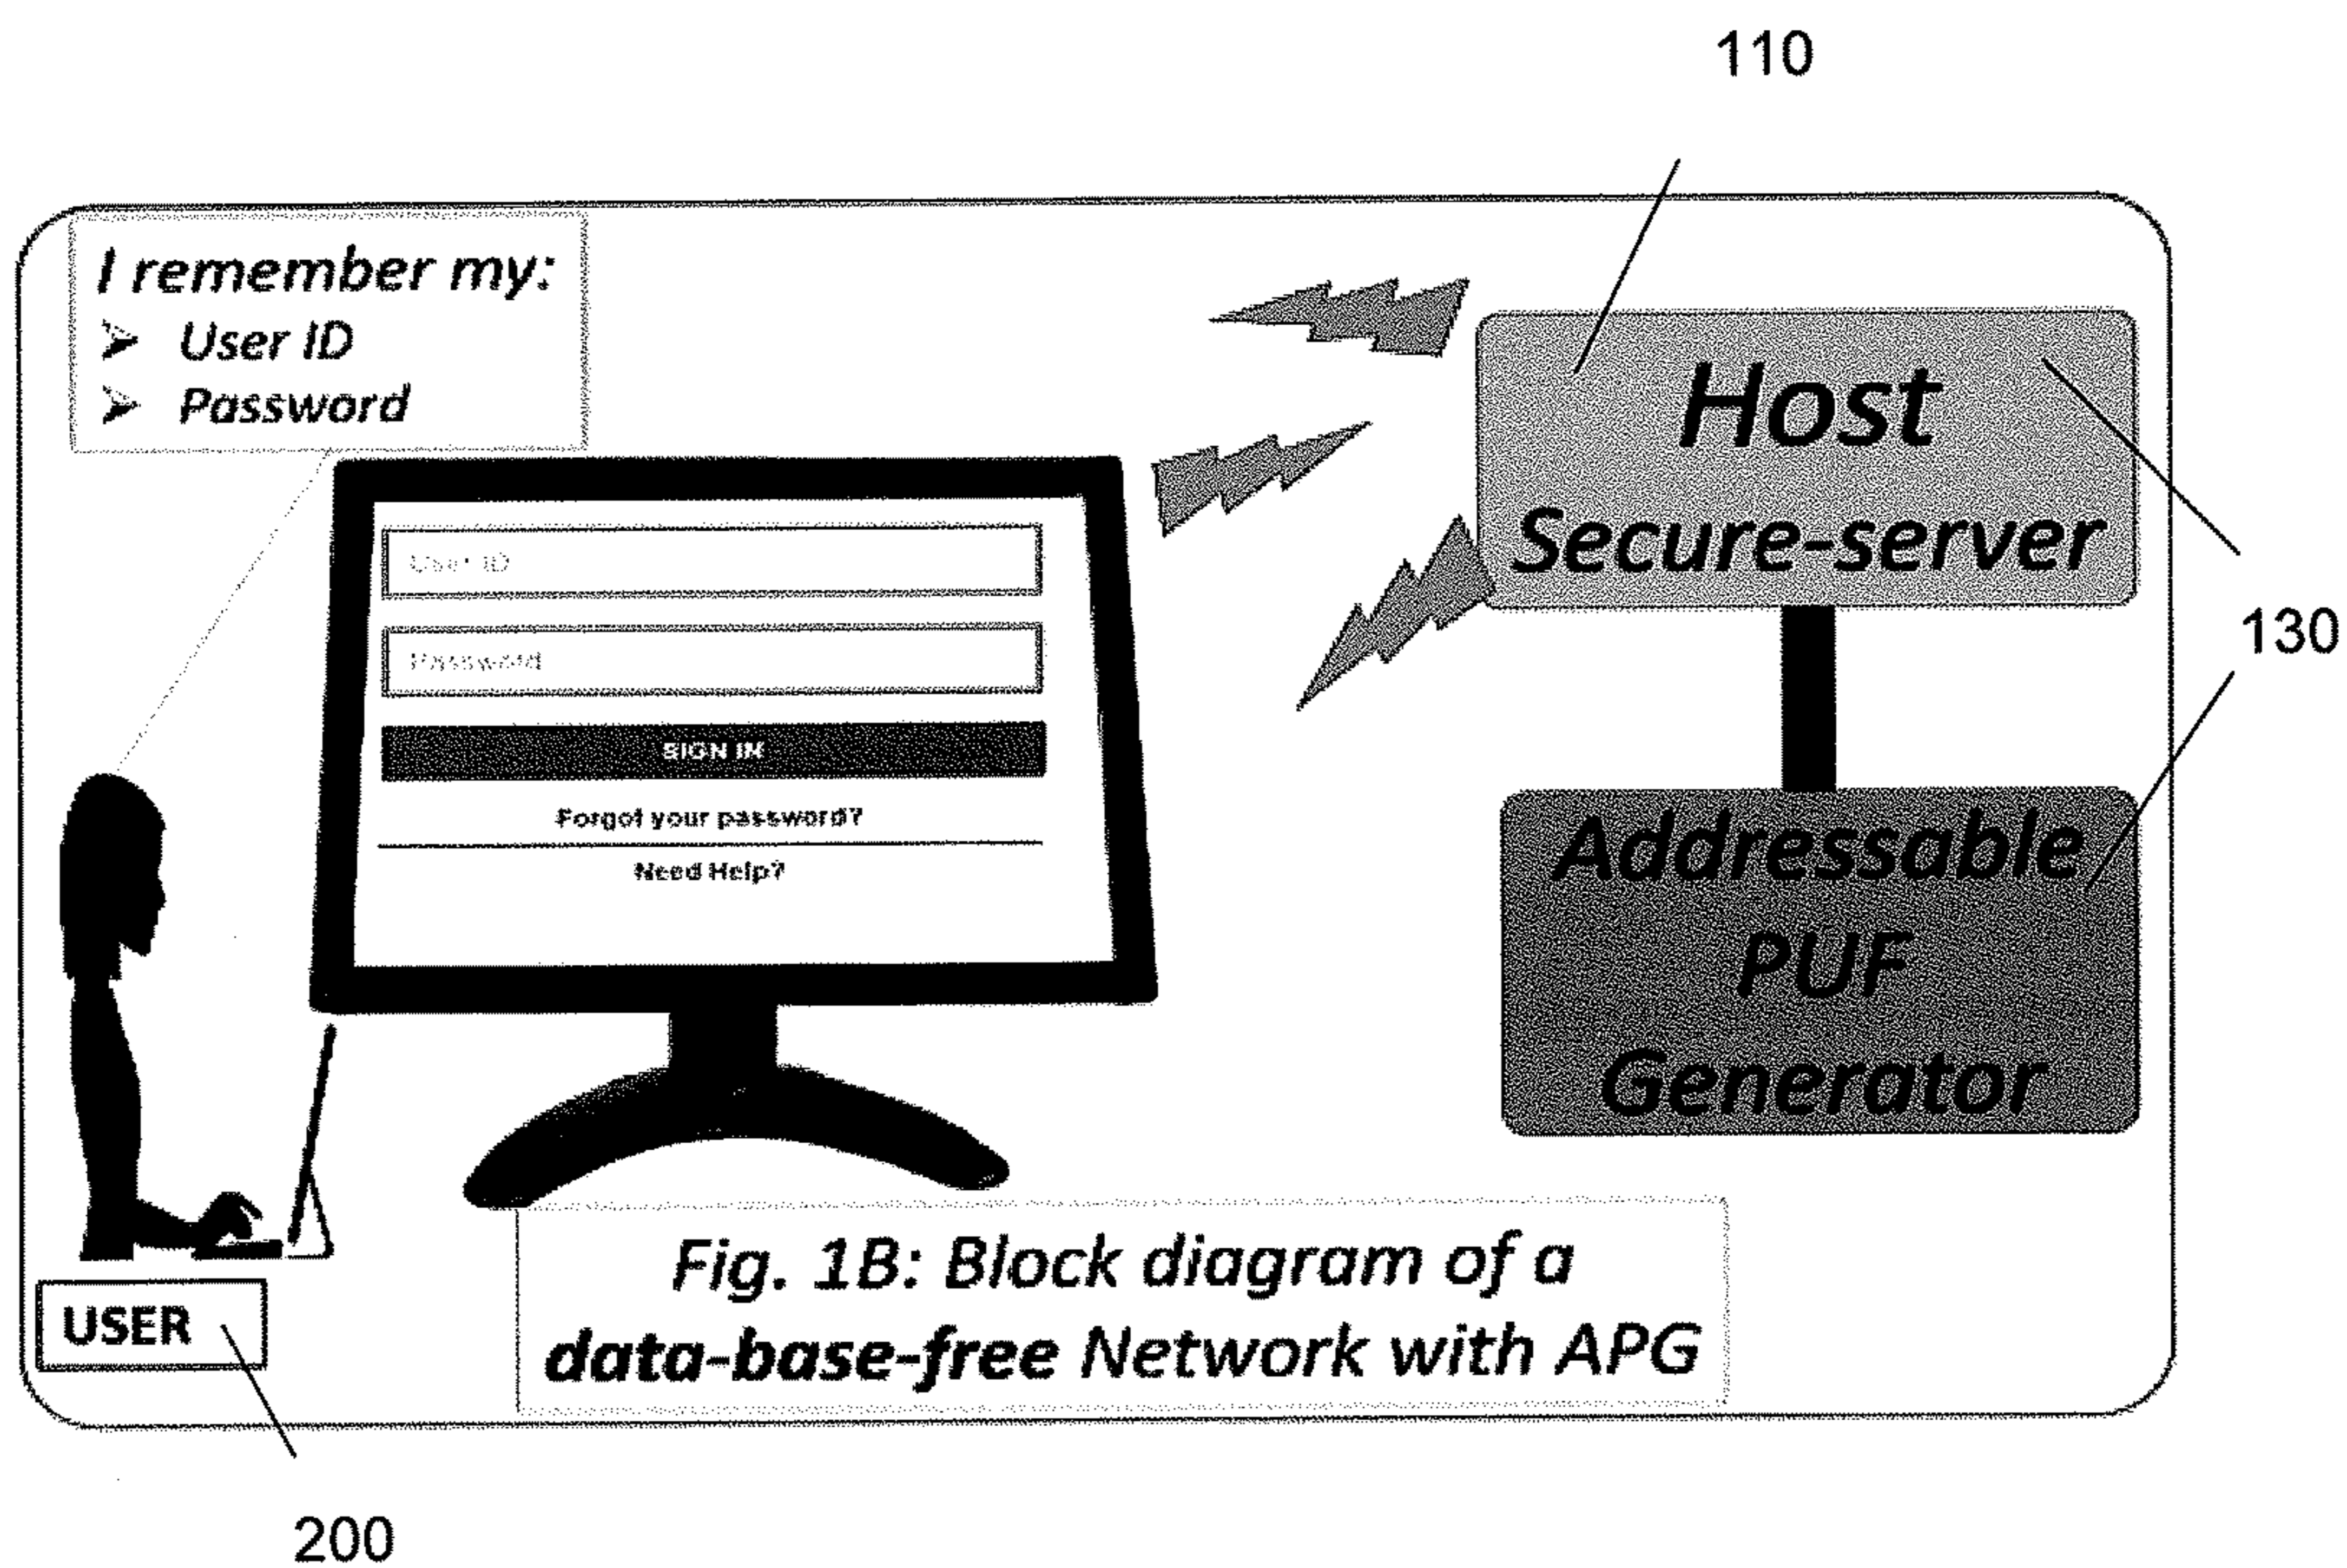 110
I remember my:
➢ User ID
➢ Password
Host
Secure-server
User ID
Password
SIGN IN
Forgot your password?
Need Help?
130
Addressable
PUF
Generator
Fig. 1B: Block diagram of a
data-base-free Network with APG
USER
200